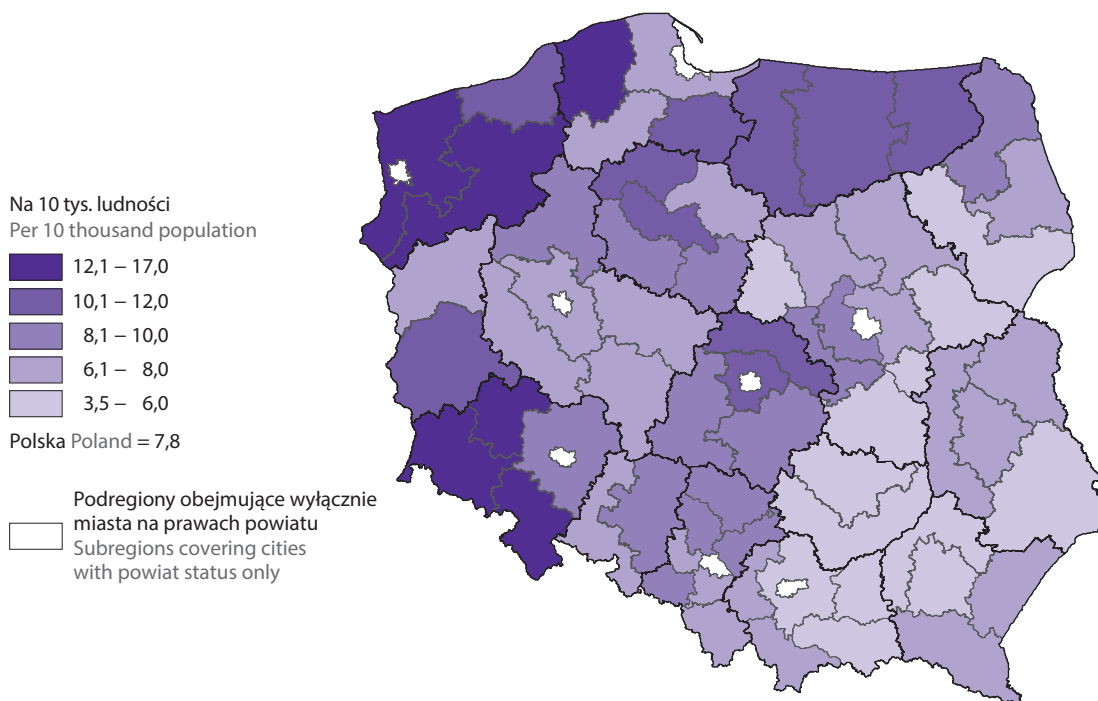 Na 10 tys. ludności
Per 10 thousand population
12,1 – 17,0
10,1 – 12,0
8,1 – 10,0
6,1 – 8,0
3,5 – 6,0
Polska Poland = 7,8
Podregiony obejmujące wyłącznie
miasta na prawach powiatu
Subregions covering cities
with powiat status only